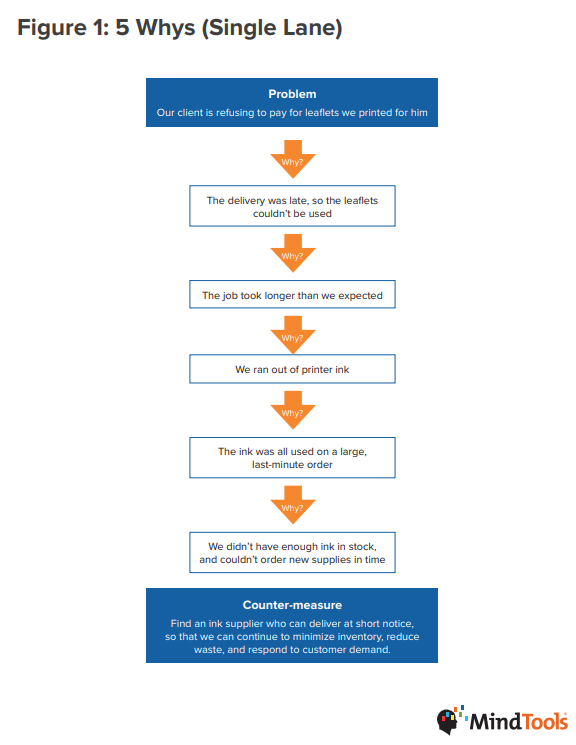 Figure 1: 5 Whys (Single Lane)
Problem
Our client is refusing to pay for leaflets we printed for him
Why?
The delivery was late, so the leaflets
couldn't be used
Why?
The job took longer than we expected
Why?
We ran out of printer ink
Why?
The ink was all used on a large,
last-minute order
Why?
We didn't have enough ink in stock,
and couldn't order new supplies in time
Counter-measure
Find an ink supplier who can deliver at short notice,
so that we can continue to minimize inventory, reduce
waste, and respond to customer demand.
MindTools